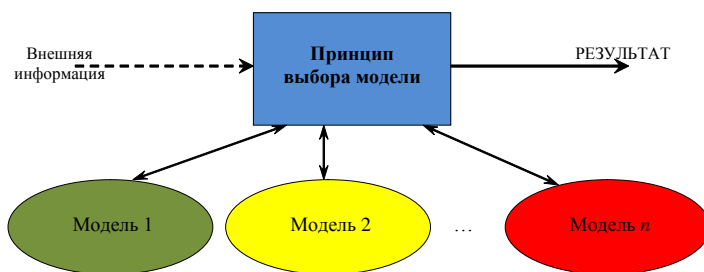 Внешняя
информация
Принцип
выбора модели
РЕЗУЛЬТАТ
Модель 1
Модель 2
...
Модель n